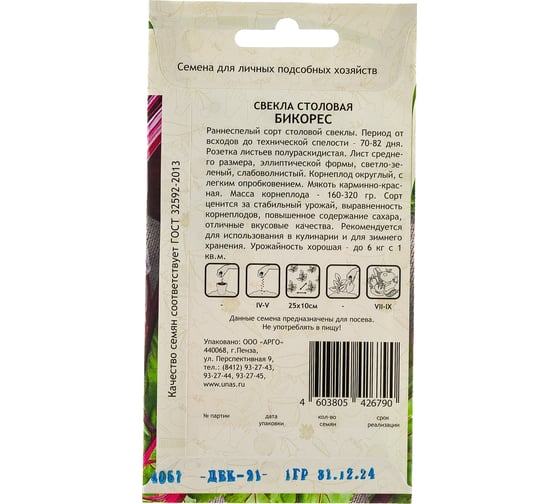 Семена для личных подсобных хозяйств
СВЕКЛА СТОЛОВАЯ
БИКОРЕС
Раннеспелый сорт столовой свеклы. Период от
всходов до технической спелости - 70-82 дня.
Розетка листьев полураскидистая. Лист средне-
го размера, эллиптической формы, светло-зе-
леный, слабоволнистый. Корнеплод округлый, с
легким опробковением. Мякоть карминно-крас-
ная. Масса корнеплода - 160-320 гр. Сорт
ценится за стабильный урожай, выравненность
корнеплодов, повышенное содержание сахара,
отличные вкусовые качества. Рекомендуется
для использования в кулинарии и для зимнего
хранения. Урожайность хорошая - до 6 кг с 1
кв.м.
- IV-V 25x10см - VII-IX
Данные семена предназначены для посева.
Не употреблять в пищу!
Упаковано: ООО «АРГО»
440068, г.Пенза,
ул. Перспективная 9,
тел.: (8412) 93-27-43,
93-27-44, 93-27-45,
www.unas.ru
4 603805 426790
№ партии дата упаковки кол-во семян срок реализации
4057 -ДЕК-21- 1ГР 31.12.24
Качество семян соответствует ГОСТ 32592-2013